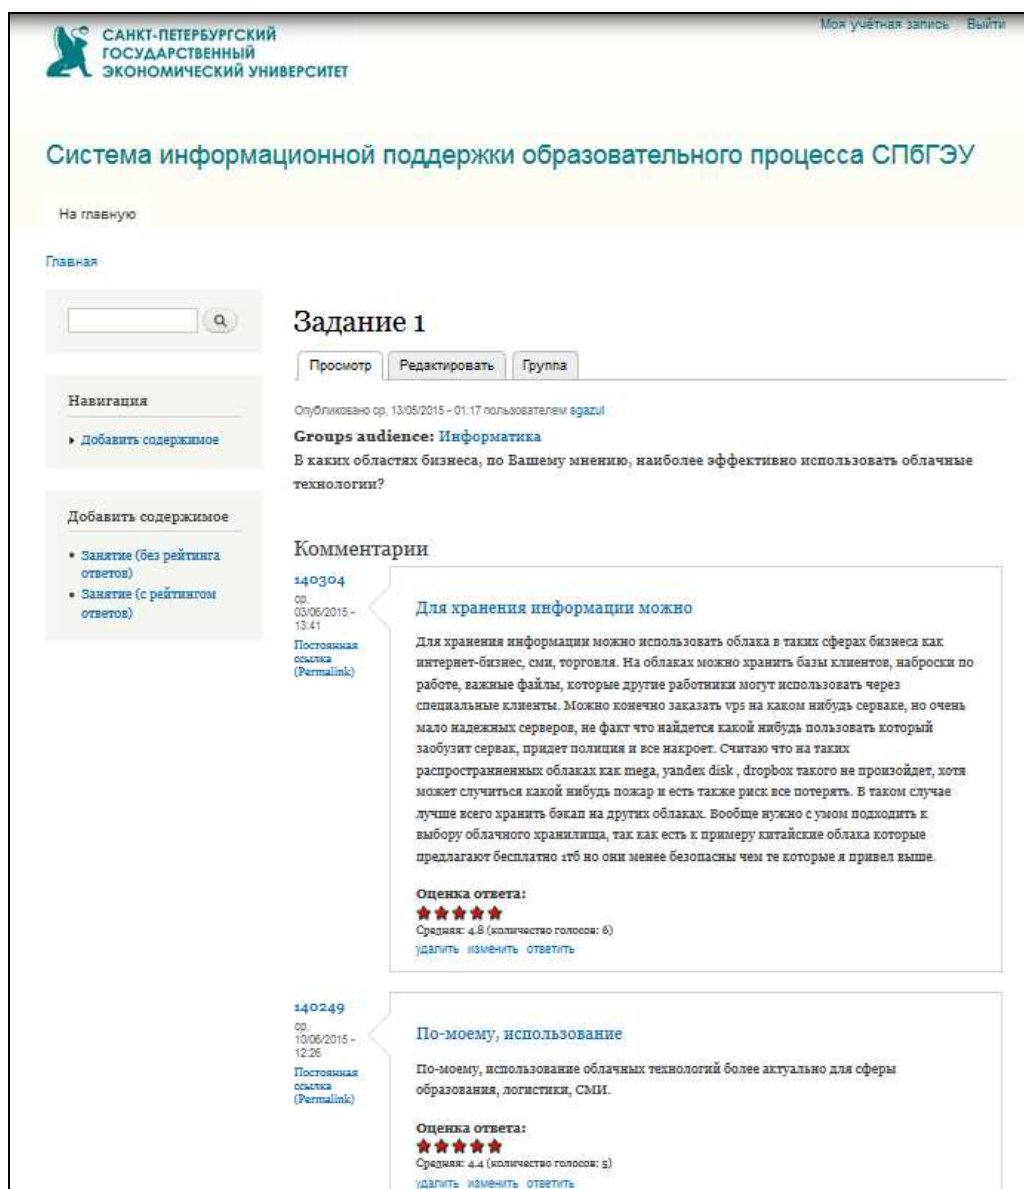 САНКТ-ПЕТЕРБУРГСКИЙ
ГОСУДАРСТВЕННЫЙ
ЭКОНОМИЧЕСКИЙ УНИВЕРСИТЕТ
Моя учётная запись Выйти
Система информационной поддержки образовательного процесса СПбГЭУ
На главную
Главная
Навигация
Добавить содержимое
Добавить содержимое
Занятие (без рейтинга
ответов)
Занятие (с рейтингом
ответов)
Задание 1
Просмотр Редактировать Группа
Опубликовано ср, 13/05/2015 - 01:17 пользователем sgazul
Groups audience: Информатика
В каких областях бизнеса, по Вашему мнению, наиболее эффективно использовать облачные
технологии?
Комментарии
140304
ср,
03/06/2015 -
13:41
Постоянная
ссылка
(Permalink)
Для хранения информации можно
Для хранения информации можно использовать облака в таких сферах бизнеса как
интернет-бизнес, сми, торговля. На облаках можно хранить базы клиентов, наброски по
работе, важные файлы, которые другие работники могут использовать через
специальные клиенты. Можно конечно заказать vps на каком нибудь серваке, но очень
мало надежных серверов, не факт что найдется какой нибудь пользовать который
заобузит сервак, придет полиция и все накроет. Считаю что на таких
распространненных облаках как mega, yandex disk , dropbox такого не произойдет, хотя
может случиться какой нибудь пожар и есть также риск все потерять. В таком случае
лучше всего хранить бэкап на других облаках. Вообще нужно с умом подходить к
выбору облачного хранилища, так как есть к примеру китайские облака которые
предлагают бесплатно 1тб но они менее безопасны чем те которые я привел выше.
Оценка ответа:
Средняя: 4.8 (количество голосов: 6)
удалить изменить ответить
140249
ср,
10/06/2015 -
12:26
Постоянная
ссылка
(Permalink)
По-моему, использование
По-моему, использование облачных технологий более актуально для сферы
образования, логистики, СМИ.
Оценка ответа:
Средняя: 4.4 (количество голосов: 5)
удалить изменить ответить